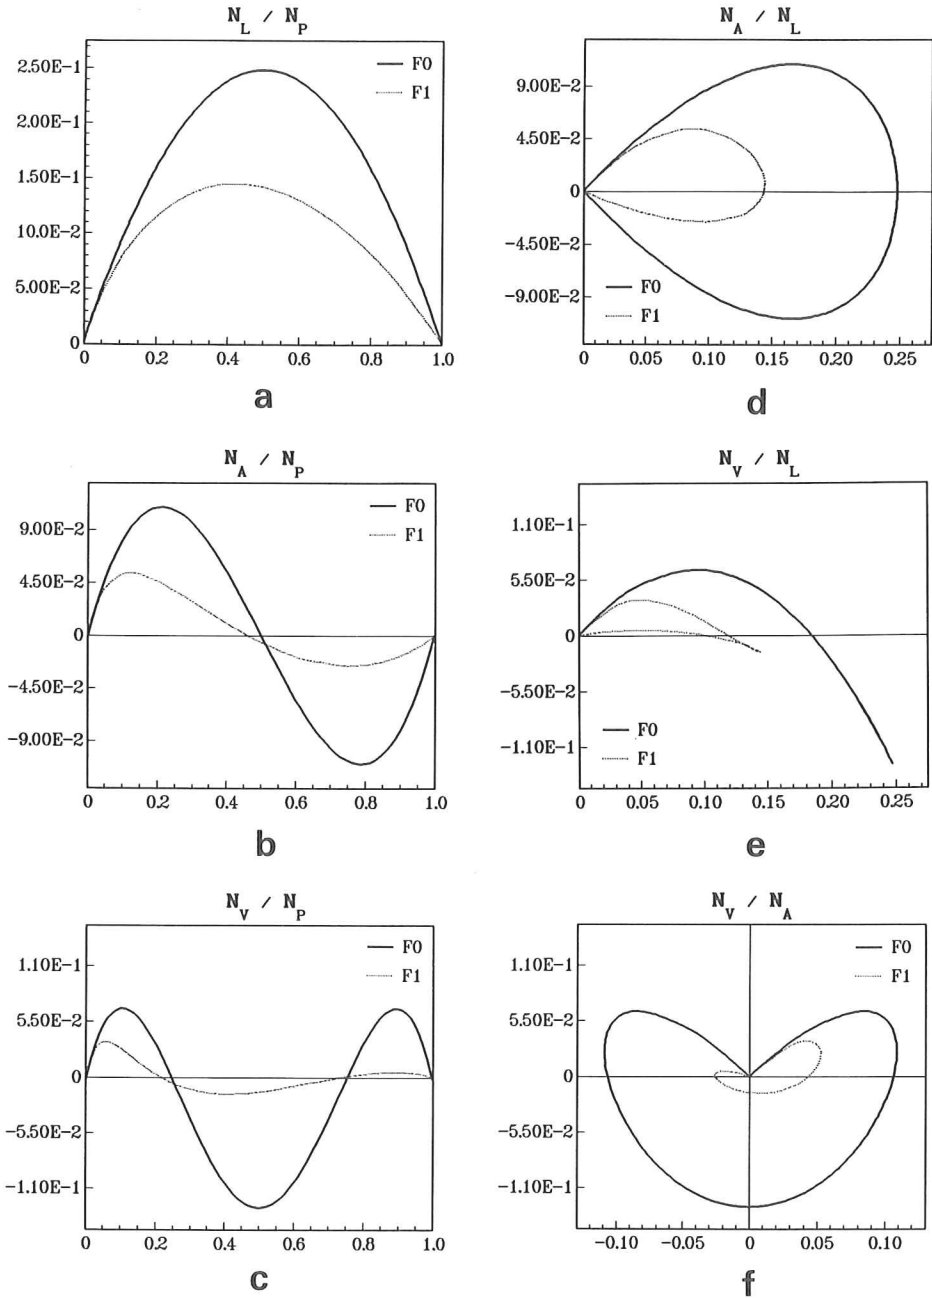 N_L / N_P
2.50E-1
2.00E-1
1.50E-1
10.0E-2
5.00E-2
0
F0
F1
0 0.2 0.4 0.6 0.8 1.0
a
N_A / N_P
9.00E-2
4.50E-2
0
-4.50E-2
-9.00E-2
F0
F1
0 0.2 0.4 0.6 0.8 1.0
b
N_V / N_P
1.10E-1
5.50E-2
0
-5.50E-2
-1.10E-1
F0
F1
0 0.2 0.4 0.6 0.8 1.0
c
N_A / N_L
9.00E-2
4.50E-2
0
-4.50E-2
-9.00E-2
F0
F1
0 0.05 0.10 0.15 0.20 0.25
d
N_V / N_L
1.10E-1
5.50E-2
0
-5.50E-2
-1.10E-1
F0
F1
0 0.05 0.10 0.15 0.20 0.25
e
N_V / N_A
1.10E-1
5.50E-2
0
-5.50E-2
-1.10E-1
F0
F1
-0.10 -0.05 0 0.05 0.10
f